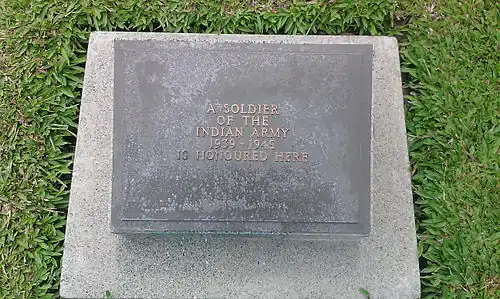 A SOLDIER
OF THE
INDIAN ARMY
1939-1945
IS HONOURED HERE